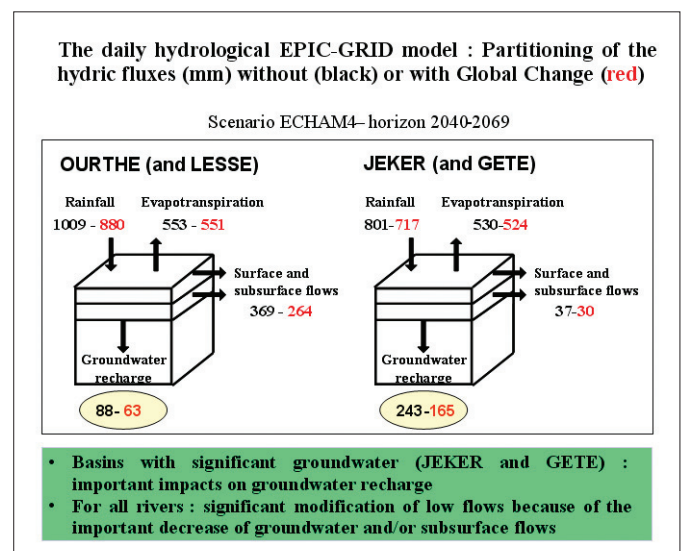 The daily hydrological EPIC-GRID model : Partitioning of the
hydric fluxes (mm) without (black) or with Global Change (red)
Scenario ECHAM4– horizon 2040-2069
OURTHE (and LESSE)
Rainfall
1009 - 880
Evapotranspiration
553 - 551
Surface and
subsurface flows
369 - 264
Groundwater
recharge
88- 63
JEKER (and GETE)
Rainfall
801-717
Evapotranspiration
530-524
Surface and
subsurface flows
37-30
Groundwater
recharge
243-165
• Basins with significant groundwater (JEKER and GETE) :
important impacts on groundwater recharge
• For all rivers : significant modification of low flows because of the
important decrease of groundwater and/or subsurface flows